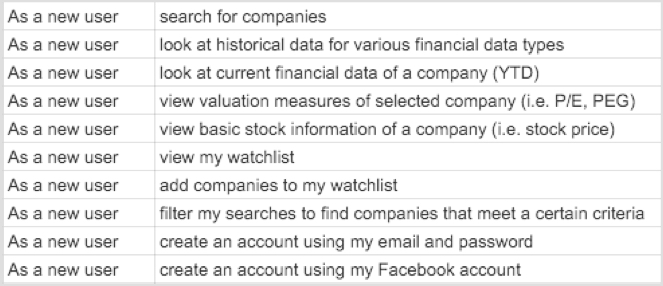 As a new user search for companies
As a new user look at historical data for various financial data types
As a new user look at current financial data of a company (YTD)
As a new user view valuation measures of selected company (i.e. P/E, PEG)
As a new user view basic stock information of a company (i.e. stock price)
As a new user view my watchlist
As a new user add companies to my watchlist
As a new user filter my searches to find companies that meet a certain criteria
As a new user create an account using my email and password
As a new user create an account using my Facebook account